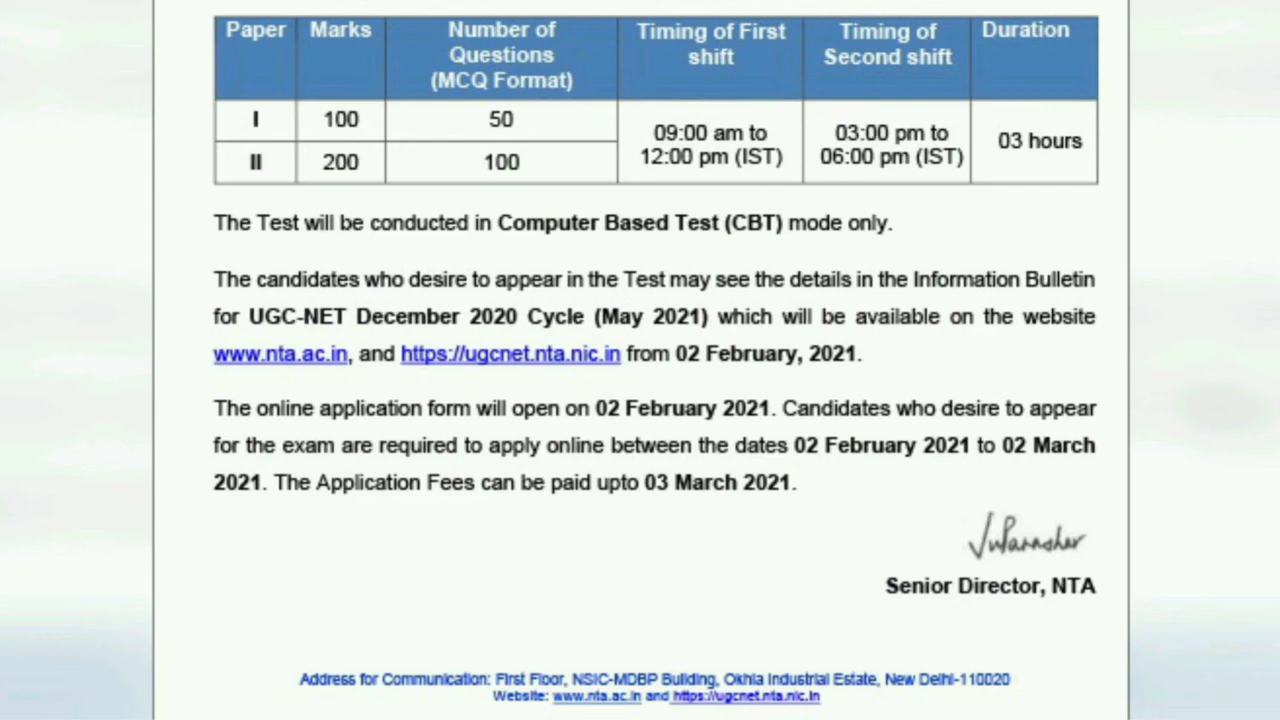 Paper Marks Number of Questions (MCQ Format) Timing of First shift Timing of Second shift Duration
I 100 50 09:00 am to 12:00 pm (IST) 03:00 pm to 06:00 pm (IST) 03 hours
II 200 100
The Test will be conducted in Computer Based Test (CBT) mode only.
The candidates who desire to appear in the Test may see the details in the Information Bulletin
for UGC-NET December 2020 Cycle (May 2021) which will be available on the website
www.nta.ac.in, and https://ugcnet.nta.nic.in from 02 February, 2021.
The online application form will open on 02 February 2021. Candidates who desire to appear
for the exam are required to apply online between the dates 02 February 2021 to 02 March
2021. The Application Fees can be paid upto 03 March 2021.
Senior Director, NTA
Address for Communication: First Floor, NSIC-MDBP Building, Okhla Industrial Estate, New Delhi-110020
Website: www.nta.ac.in and https://ugcnet.nta.nic.in